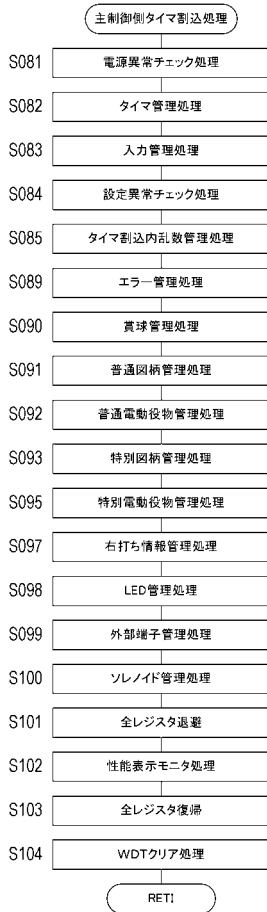 主制御側タイマ割込処理
S081 電源異常チェック処理
S082 タイマ管理処理
S083 入力管理処理
S084 設定異常チェック処理
S085 タイマ割込内乱数管理処理
S089 エラー管理処理
S090 賞球管理処理
S091 普通図柄管理処理
S092 普通電動役物管理処理
S093 特別図柄管理処理
S095 特別電動役物管理処理
S097 右打ち情報管理処理
S098 LED管理処理
S099 外部端子管理処理
S100 ソレノイド管理処理
S101 全レジスタ退避
S102 性能表示モニタ処理
S103 全レジスタ復帰
S104 WDTクリア処理
RETI